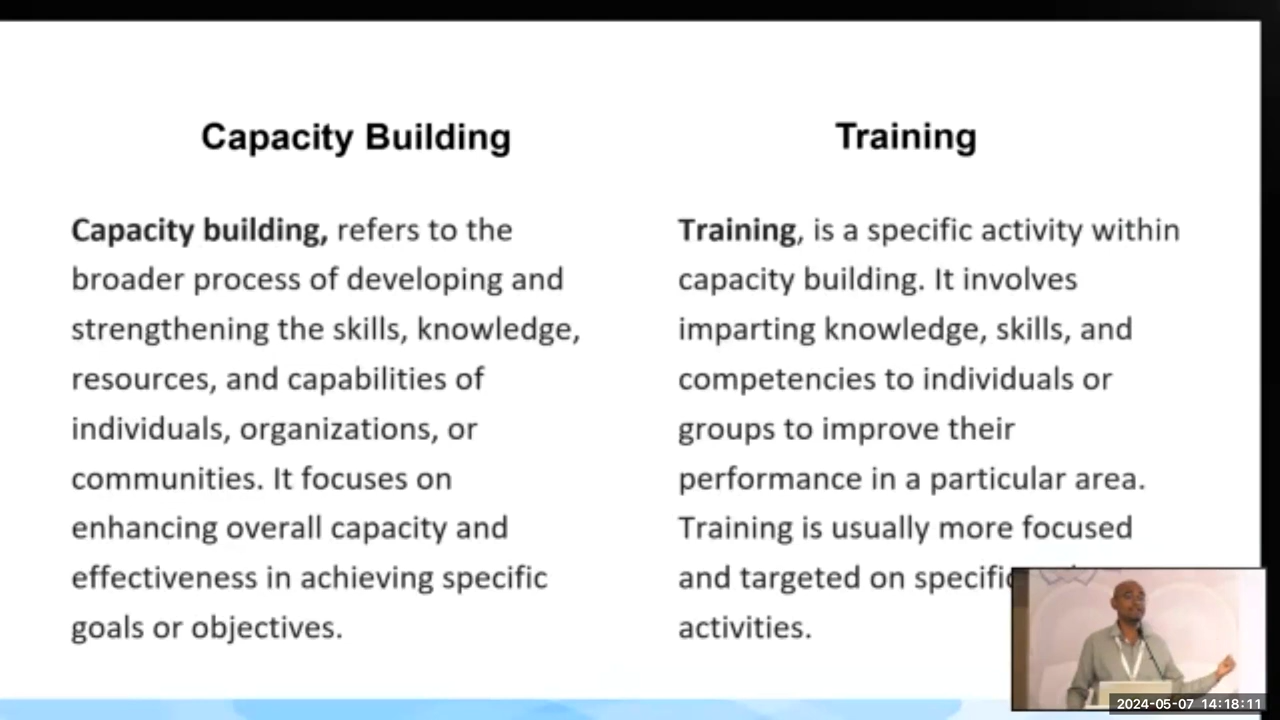 Capacity Building
Capacity building, refers to the
broader process of developing and
strengthening the skills, knowledge,
resources, and capabilities of
individuals, organizations, or
communities. It focuses on
enhancing overall capacity and
effectiveness in achieving specific
goals or objectives.
Training
Training, is a specific activity within
capacity building. It involves
imparting knowledge, skills, and
competencies to individuals or
groups to improve their
performance in a particular area.
Training is usually more focused
and targeted on specific
activities.
2024-05-07 14:18:11